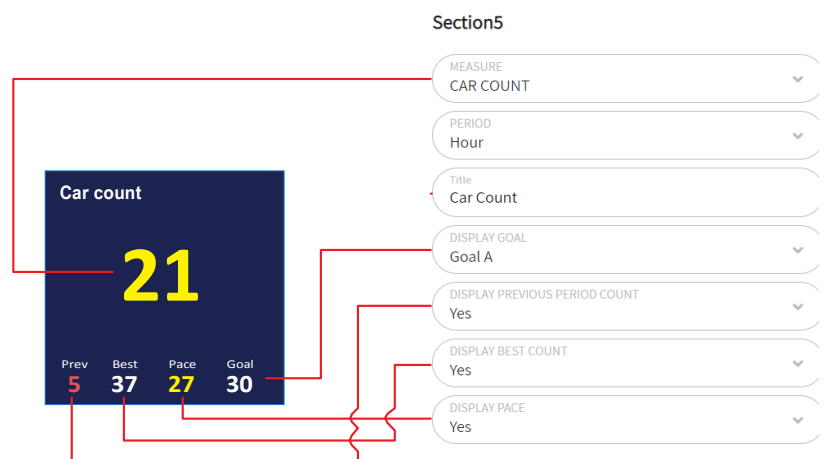 Section5
MEASURE
CAR COUNT
PERIOD
Hour
Title
Car Count
DISPLAY GOAL
Goal A
DISPLAY PREVIOUS PERIOD COUNT
Yes
DISPLAY BEST COUNT
Yes
DISPLAY PACE
Yes
Car count
21
Prev Best Pace Goal
5 37 27 30